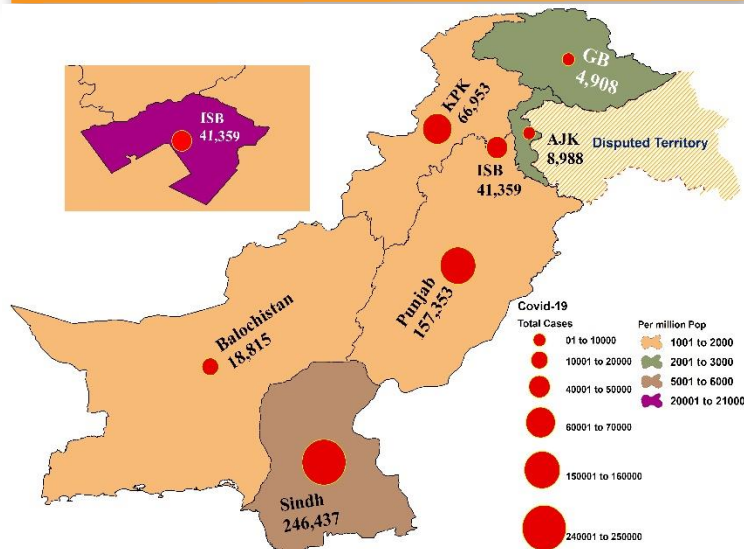 GB
4,908
KPK
66,953
ISB
41,359
AJK
8,988
Disputed Territory
ISB
41,359
Punjab
157,353
Balochistan
18,815
Sindh
246,437
Covid-19
Total Cases
01 to 10000
10001 to 20000
40001 to 50000
60001 to 70000
150001 to 160000
240001 to 250000
Per million Pop
1001 to 2000
2001 to 3000
5001 to 6000
20001 to 21000